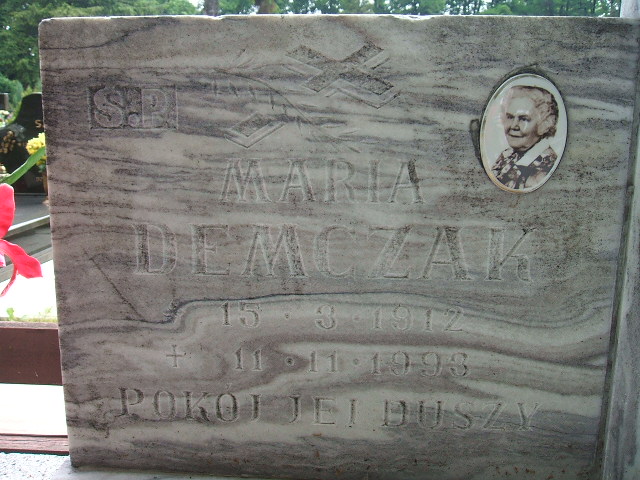 Ś.P.
MARIA
DEMCZAK
15·3·1912
+ 11·11·1993
POKÓJ JEJ DUSZY